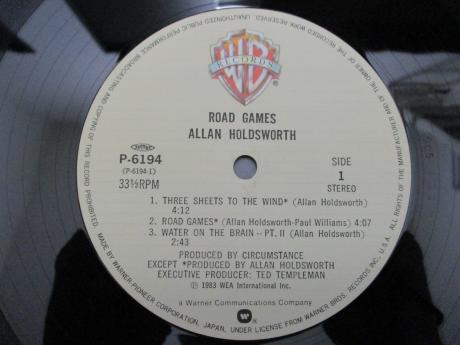 WB
RECORDS
ROAD GAMES
ALLAN HOLDSWORTH
P-6194
(P-6194-1)
33⅓RPM
SIDE
1
STEREO
1. THREE SHEETS TO THE WIND* (Allan Holdsworth)
4:12
2. ROAD GAMES* (Allan Holdsworth-Paul Williams) 4:07
3. WATER ON THE BRAIN-PT. II (Allan Holdsworth)
2:43
PRODUCED BY CIRCUMSTANCE
EXCEPT *PRODUCED BY ALLAN HOLDSWORTH
EXECUTIVE PRODUCER: TED TEMPLEMAN
Ⓟ 1983 WEA International Inc.
a Warner Communications Company
MADE BY WARNER-PIONEER CORPORATION, JAPAN, UNDER LICENSE FROM WARNER BROS. RECORDS INC., U.S.A. ALL RIGHTS OF THE MANUFACTURER AND OF THE OWNER OF THE RECORDED WORK RESERVED. UNAUTHORIZED PUBLIC PERFORMANCE, BROADCASTING AND COPYING OF THIS RECORD PROHIBITED.